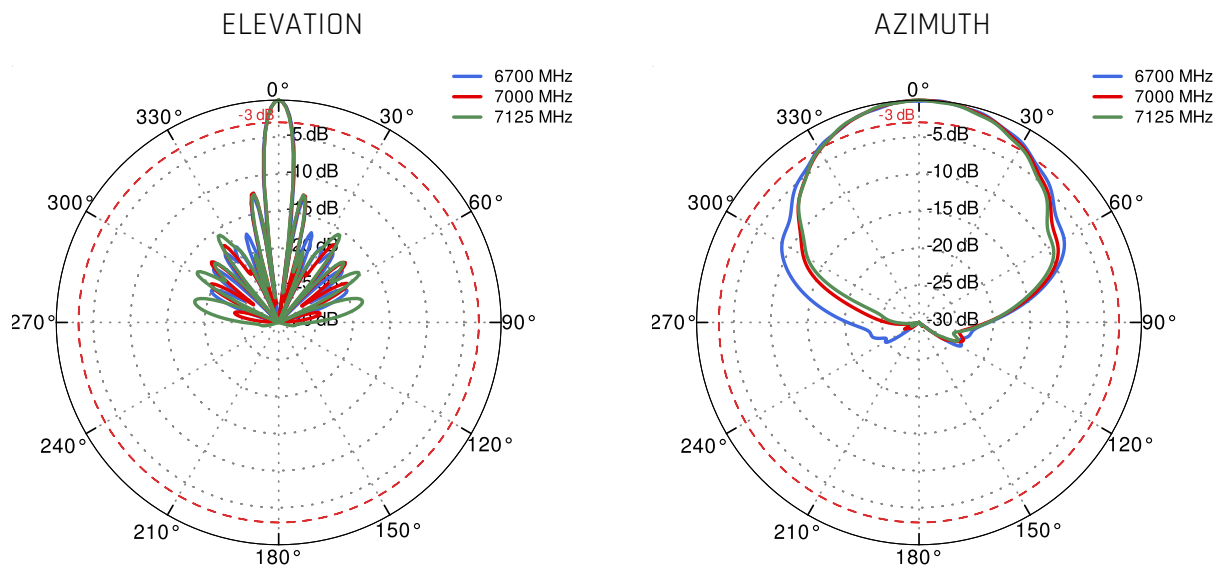 ELEVATION
6700 MHz
7000 MHz
7125 MHz
0°
330°
30°
-3 dB
-5 dB
-10 dB
300°
60°
270°
90°
240°
120°
210°
150°
180°
AZIMUTH
6700 MHz
7000 MHz
7125 MHz
0°
330°
30°
-3 dB
-5 dB
-10 dB
300°
60°
-15 dB
-20 dB
-25 dB
-30 dB
270°
90°
240°
120°
210°
150°
180°